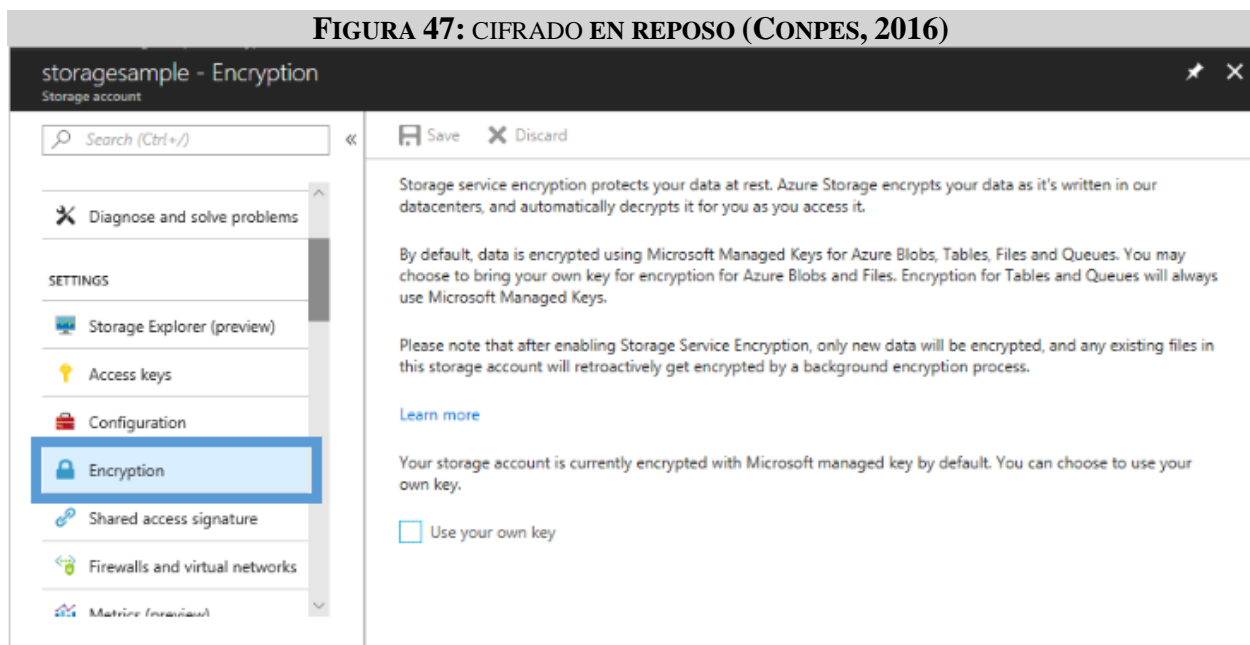 FIGURA 47: CIFRADO EN REPOSO (CONPES, 2016)
storagesample - Encryption
Storage account
Search (Ctrl+/)
«
Save
Discard
Diagnose and solve problems
SETTINGS
Storage Explorer (preview)
Access keys
Configuration
Encryption
Shared access signature
Firewalls and virtual networks
Metrics (preview)
Storage service encryption protects your data at rest. Azure Storage encrypts your data as it's written in our
datacenters, and automatically decrypts it for you as you access it.
By default, data is encrypted using Microsoft Managed Keys for Azure Blobs, Tables, Files and Queues. You may
choose to bring your own key for encryption for Azure Blobs and Files. Encryption for Tables and Queues will always
use Microsoft Managed Keys.
Please note that after enabling Storage Service Encryption, only new data will be encrypted, and any existing files in
this storage account will retroactively get encrypted by a background encryption process.
Learn more
Your storage account is currently encrypted with Microsoft managed key by default. You can choose to use your
own key.
Use your own key